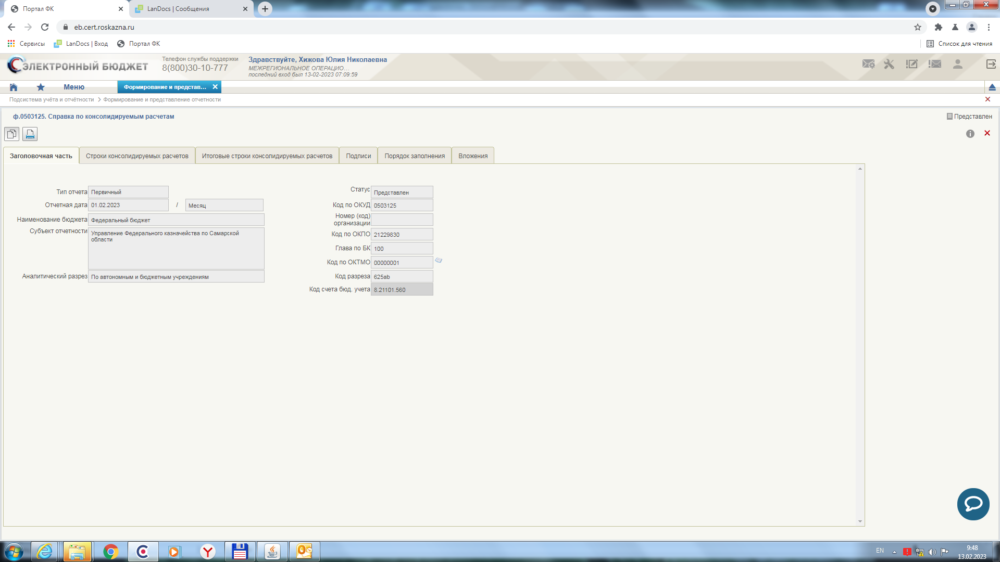 Портал ФК
LanDocs | Сообщения
eb.cert.roskazna.ru
Сервисы
LanDocs | Вход
Портал ФК
Список для чтения
ЭЛЕКТРОННЫЙ БЮДЖЕТ
Телефон службы поддержки
8(800)30-10-777
Здравствуйте, Хижова Юлия Николаевна
МЕЖРЕГИОНАЛЬНОЕ ОПЕРАЦИО...
последний вход был 13-02-2023 07:09:59
Меню
Формирование и представ...
Подсистема учёта и отчётности > Формирование и представление отчетности
ф.0503125. Справка по консолидируемым расчетам
Представлен
Заголовочная часть
Строки консолидируемых расчетов
Итоговые строки консолидируемых расчетов
Подписи
Порядок заполнения
Вложения
Тип отчета Первичный
Отчетная дата 01.02.2023 / Месяц
Наименование бюджета Федеральный бюджет
Субъект отчетности Управление Федерального казначейства по Самарской
области
Аналитический разрез По автономным и бюджетным учреждениям
Статус Представлен
Код по ОКУД 0503125
Номер (код)
организации
Код по ОКПО 21229830
Глава по БК 100
Код по ОКТМО 00000001
Код разреза 625ab
Код счета бюд. учета 8.21101.560
EN
9:48
13.02.2023